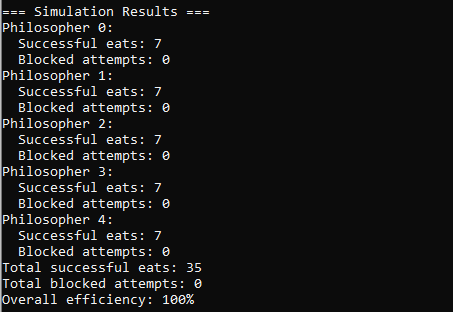 === Simulation Results ===
Philosopher 0:
  Successful eats: 7
  Blocked attempts: 0
Philosopher 1:
  Successful eats: 7
  Blocked attempts: 0
Philosopher 2:
  Successful eats: 7
  Blocked attempts: 0
Philosopher 3:
  Successful eats: 7
  Blocked attempts: 0
Philosopher 4:
  Successful eats: 7
  Blocked attempts: 0
Total successful eats: 35
Total blocked attempts: 0
Overall efficiency: 100%